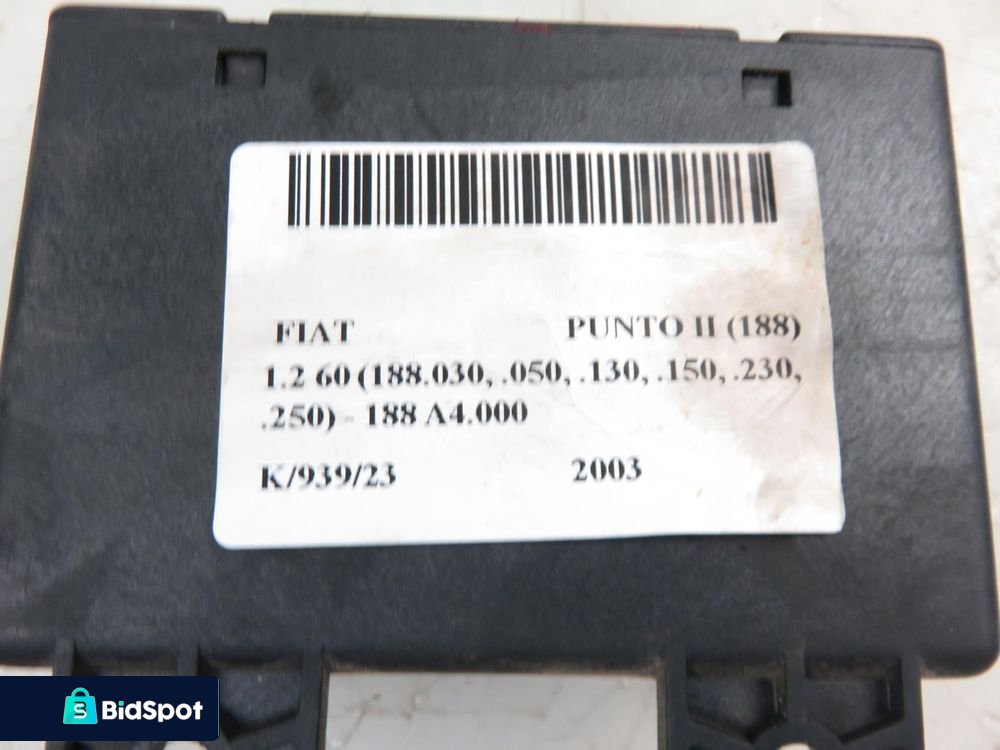 FIAT PUNTO II (188)
1.2 60 (188.030, .050, .130, .150, .230,
.250) - 188 A4.000
K/939/23 2003
S BidSpot